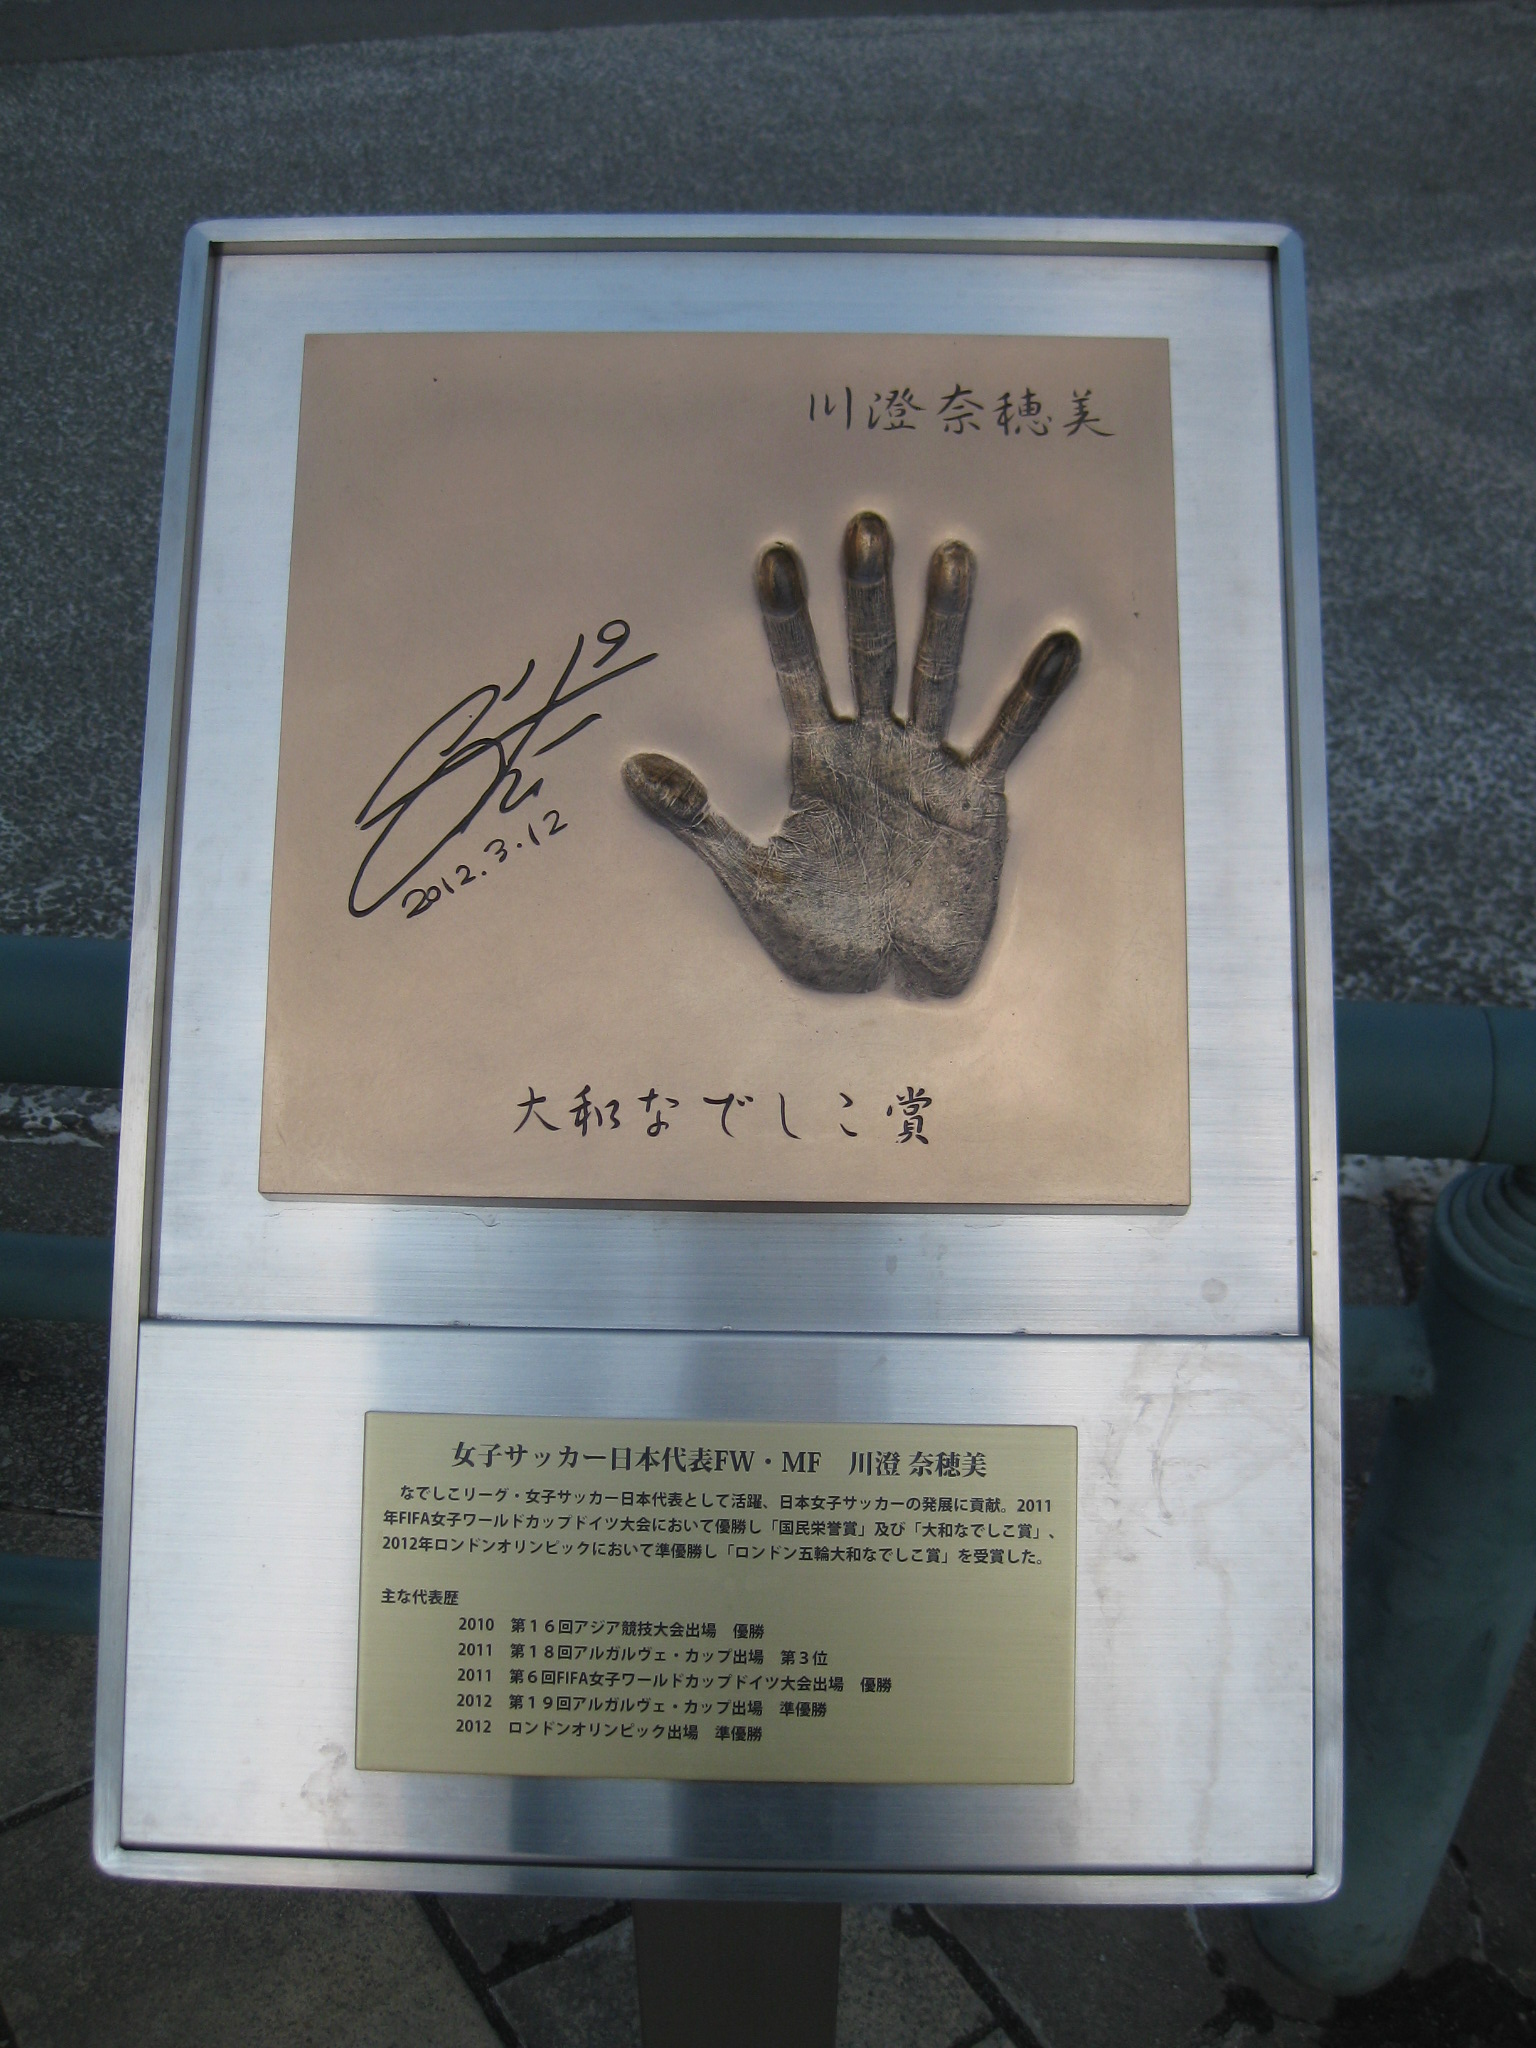 川澄奈穂美
9
2012.3.12
大和なでしこ賞
女子サッカー日本代表FW・MF　川澄 奈穂美
なでしこリーグ・女子サッカー日本代表として活躍、日本女子サッカーの発展に貢献。2011
年FIFA女子ワールドカップドイツ大会において優勝し「国民栄誉賞」及び「大和なでしこ賞」、
2012年ロンドンオリンピックにおいて準優勝し「ロンドン五輪大和なでしこ賞」を受賞した。
主な代表歴
2010　第１６回アジア競技大会出場　優勝
2011　第１８回アルガルヴェ・カップ出場　第３位
2011　第６回FIFA女子ワールドカップドイツ大会出場　優勝
2012　第１９回アルガルヴェ・カップ出場　準優勝
2012　ロンドンオリンピック出場　準優勝